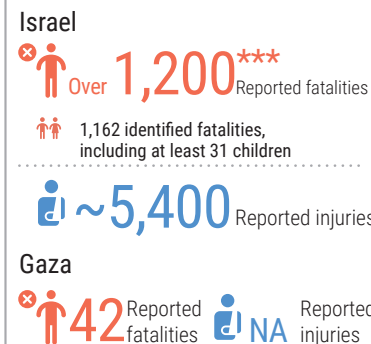 Israel
Over 1,200*** Reported fatalities
1,162 identified fatalities,
including at least 31 children
~5,400 Reported injuries
Gaza
42 Reported fatalities NA Reported injuries